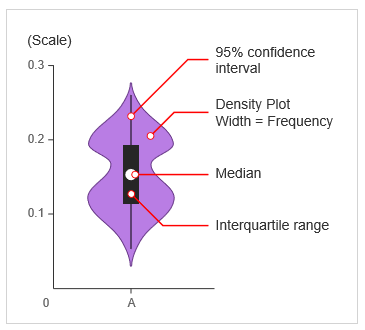 (Scale)
95% confidence
interval
0.3
Density Plot
Width = Frequency
0.2
Median
0.1
Interquartile range
0
A